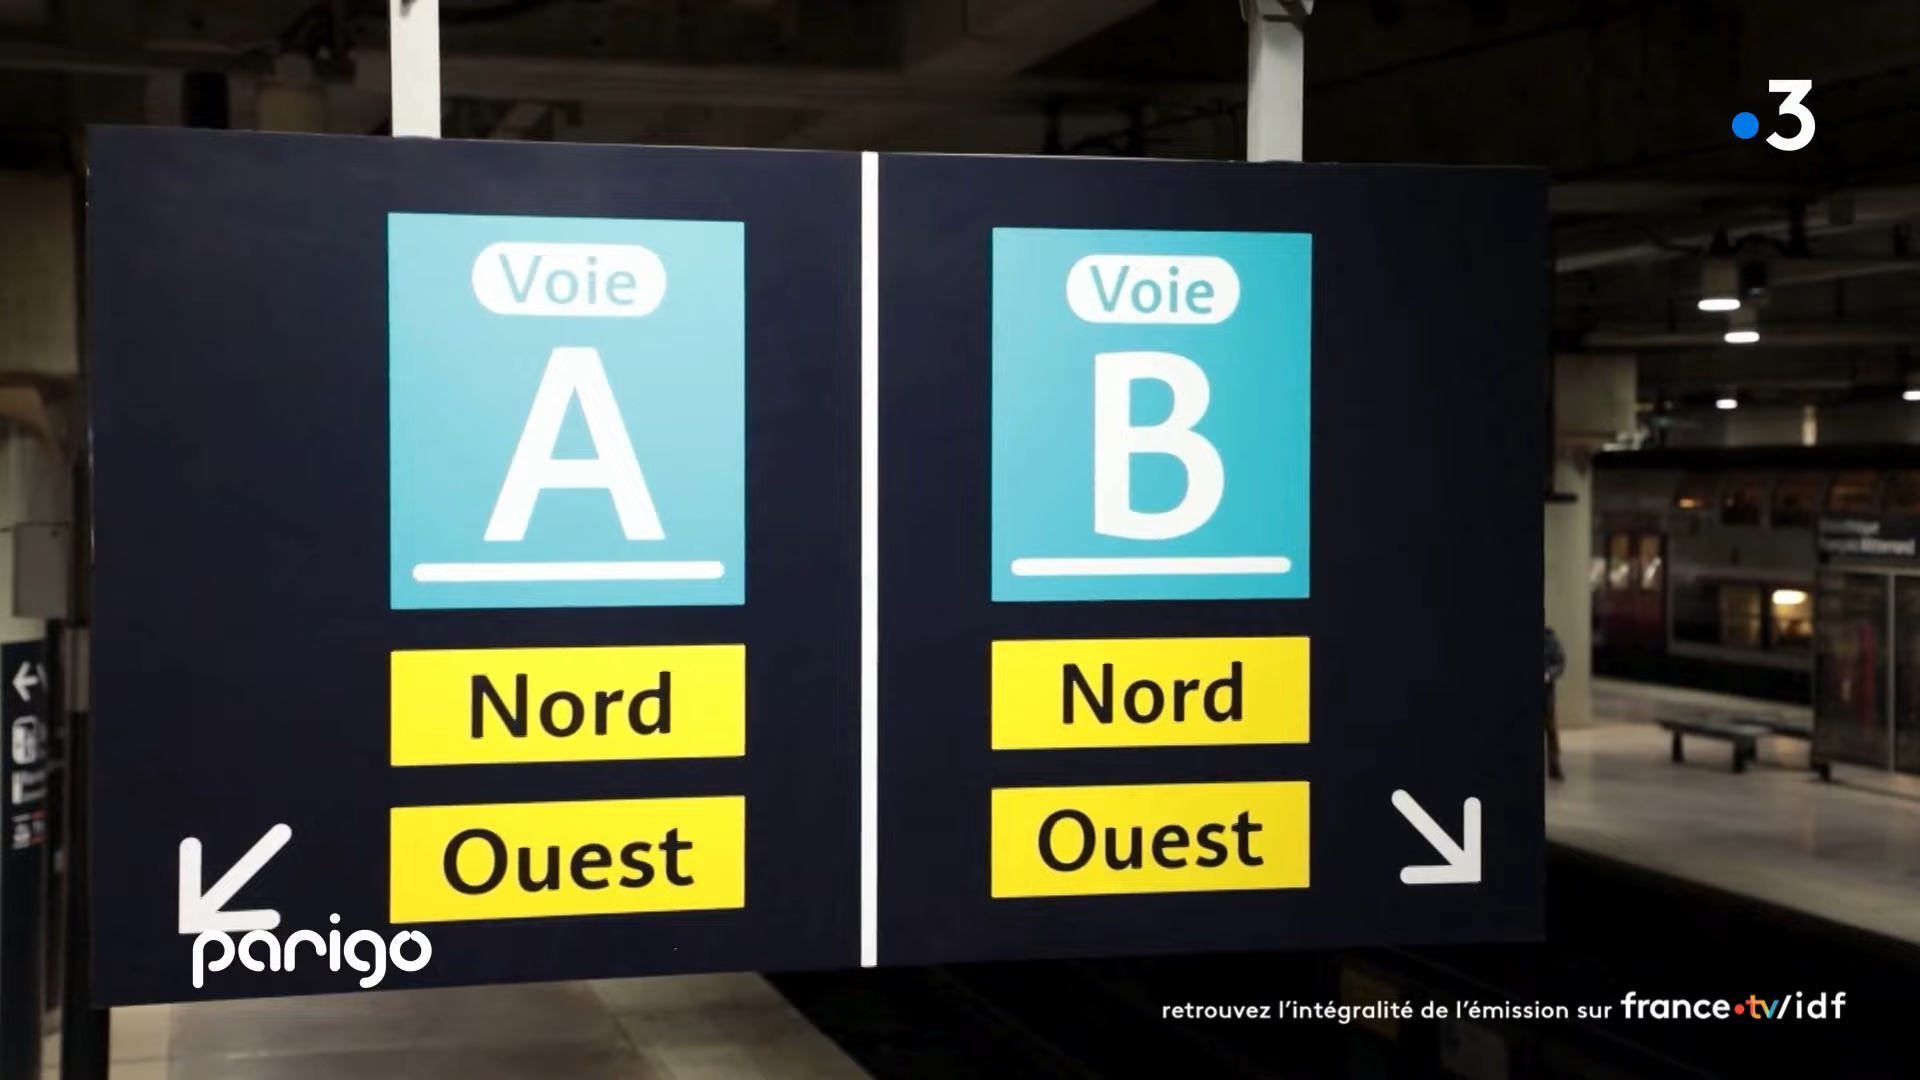 3
Voie
A
Nord
Ouest
Voie
B
Nord
Ouest
parigo
retrouvez l'intégralité de l'émission sur france•tv/idf